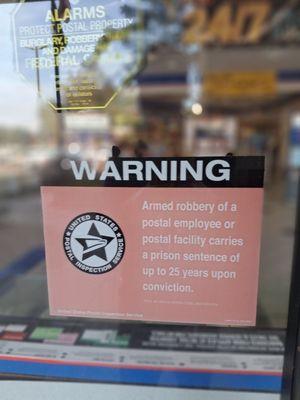 ALARMS
PROTECT POSTAL PROPERTY
BURGLARY, ROBBERY
AND DAMAGE
FEDERAL
24/7
WARNING
UNITED STATES
POSTAL INSPECTION SERVICE
Armed robbery of a
postal employee or
postal facility carries
a prison sentence of
up to 25 years upon
conviction.
United States Postal Inspection Service